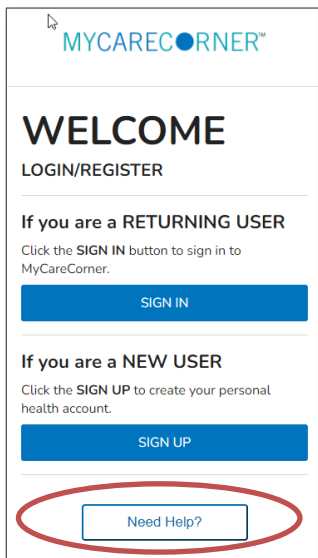 MYCARECORNER™
WELCOME
LOGIN/REGISTER
If you are a RETURNING USER
Click the SIGN IN button to sign in to
MyCareCorner.
SIGN IN
If you are a NEW USER
Click the SIGN UP to create your personal
health account.
SIGN UP
Need Help?